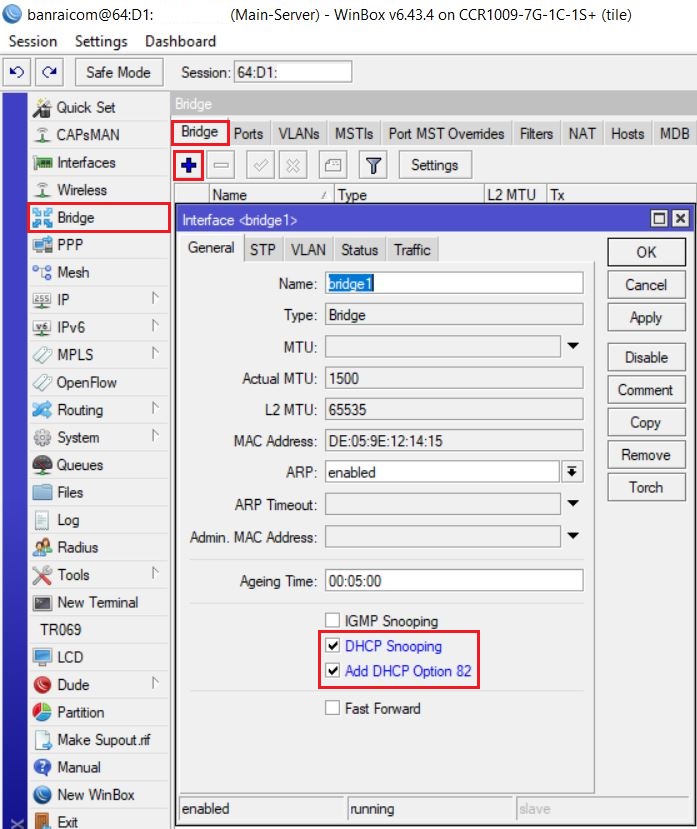 banraicom@64:D1: (Main-Server) - WinBox v6.43.4 on CCR1009-7G-1C-1S+ (tile)
Session Settings Dashboard
Safe Mode Session: 64:D1:
Quick Set
CAPsMAN
Interfaces
Wireless
Bridge
PPP
Mesh
IP
IPv6
MPLS
OpenFlow
Routing
System
Queues
Files
Log
Radius
Tools
New Terminal
TR069
LCD
Dude
Partition
Make Supout.rif
Manual
New WinBox
Exit
Bridge
Bridge Ports VLANs MSTIs Port MST Overrides Filters NAT Hosts MDB
Settings
Name Type L2 MTU Tx
Interface <bridge1>
General STP VLAN Status Traffic
Name: bridge1
Type: Bridge
MTU:
Actual MTU: 1500
L2 MTU: 65535
MAC Address: DE:05:9E:12:14:15
ARP: enabled
ARP Timeout:
Admin. MAC Address:
Ageing Time: 00:05:00
IGMP Snooping
DHCP Snooping
Add DHCP Option 82
Fast Forward
OK
Cancel
Apply
Disable
Comment
Copy
Remove
Torch
enabled running slave